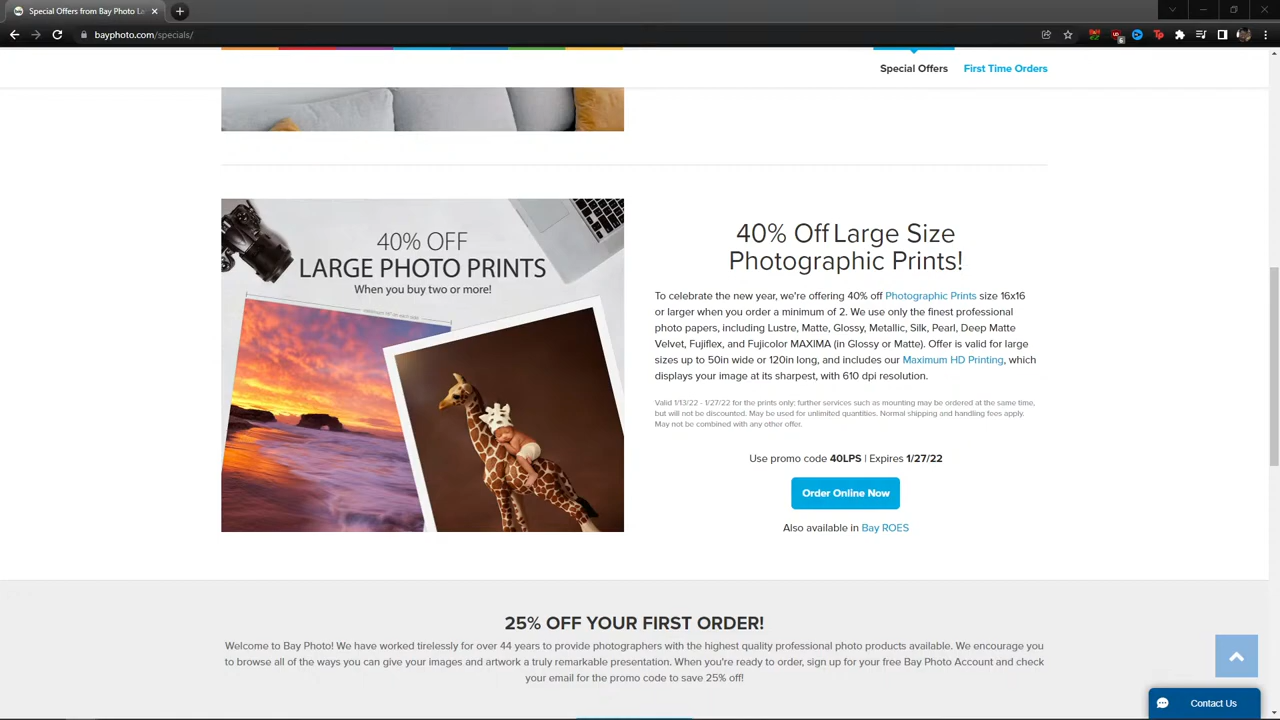 Special Offers from Bay Photo La
bayphoto.com/specials/
Special Offers
First Time Orders
40% OFF
LARGE PHOTO PRINTS
When you buy two or more!
40% Off Large Size
Photographic Prints!
To celebrate the new year, we're offering 40% off Photographic Prints size 16x16
or larger when you order a minimum of 2. We use only the finest professional
photo papers, including Lustre, Matte, Glossy, Metallic, Silk, Pearl, Deep Matte
Velvet, Fujiflex, and Fujicolor MAXIMA (in Glossy or Matte). Offer is valid for large
sizes up to 50in wide or 120in long, and includes our Maximum HD Printing, which
displays your image at its sharpest, with 610 dpi resolution.
Valid 1/13/22 - 1/27/22 for the prints only; further services such as mounting may be ordered at the same time,
but will not be discounted. May be used for unlimited quantities. Normal shipping and handling fees apply.
May not be combined with any other offer.
Use promo code 40LPS | Expires 1/27/22
Order Online Now
Also available in Bay ROES
25% OFF YOUR FIRST ORDER!
Welcome to Bay Photo! We have worked tirelessly for over 44 years to provide photographers with the highest quality professional photo products available. We encourage you
to browse all of the ways you can give your images and artwork a truly remarkable presentation. When you're ready to order, sign up for your free Bay Photo Account and check
your email for the promo code to save 25% off!
Contact Us